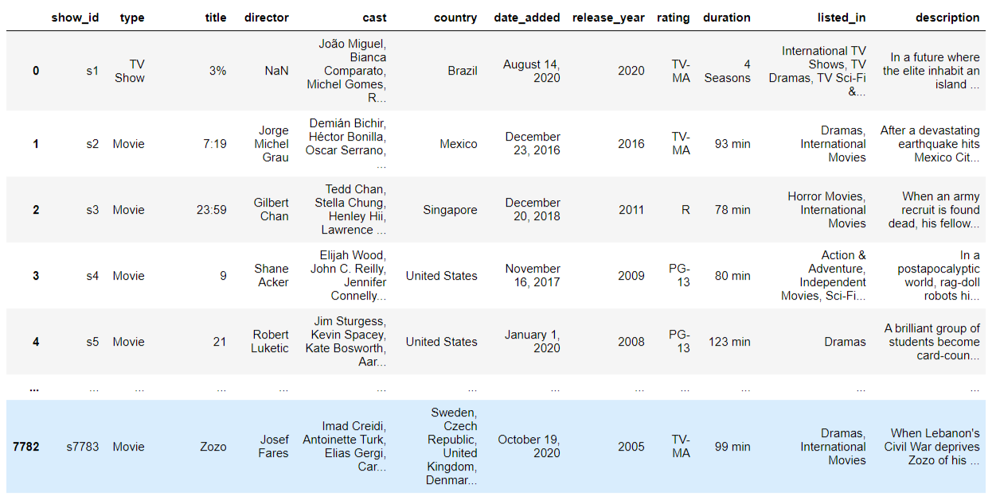 show_id type title director cast country date_added release_year rating duration listed_in description
0 s1 TV Show 3% NaN João Miguel, Bianca Comparato, Michel Gomes, R... Brazil August 14, 2020 2020 TV-MA 4 Seasons International TV Shows, TV Dramas, TV Sci-Fi &... In a future where the elite inhabit an island ...
1 s2 Movie 7:19 Jorge Michel Grau Demián Bichir, Héctor Bonilla, Oscar Serrano, ... Mexico December 23, 2016 2016 TV-MA 93 min Dramas, International Movies After a devastating earthquake hits Mexico Cit...
2 s3 Movie 23:59 Gilbert Chan Tedd Chan, Stella Chung, Henley Hii, Lawrence ... Singapore December 20, 2018 2011 R 78 min Horror Movies, International Movies When an army recruit is found dead, his fellow...
3 s4 Movie 9 Shane Acker Elijah Wood, John C. Reilly, Jennifer Connelly... United States November 16, 2017 2009 PG-13 80 min Action & Adventure, Independent Movies, Sci-Fi... In a postapocalyptic world, rag-doll robots hi...
4 s5 Movie 21 Robert Luketic Jim Sturgess, Kevin Spacey, Kate Bosworth, Aar... United States January 1, 2020 2008 PG-13 123 min Dramas A brilliant group of students become card-coun...
... ... ... ... ... ... ... ... ... ... ... ... ...
7782 s7783 Movie Zozo Josef Fares Imad Creidi, Antoinette Turk, Elias Gergi, Car... Sweden, Czech Republic, United Kingdom, Denmar... October 19, 2020 2005 TV-MA 99 min Dramas, International Movies When Lebanon's Civil War deprives Zozo of his ...